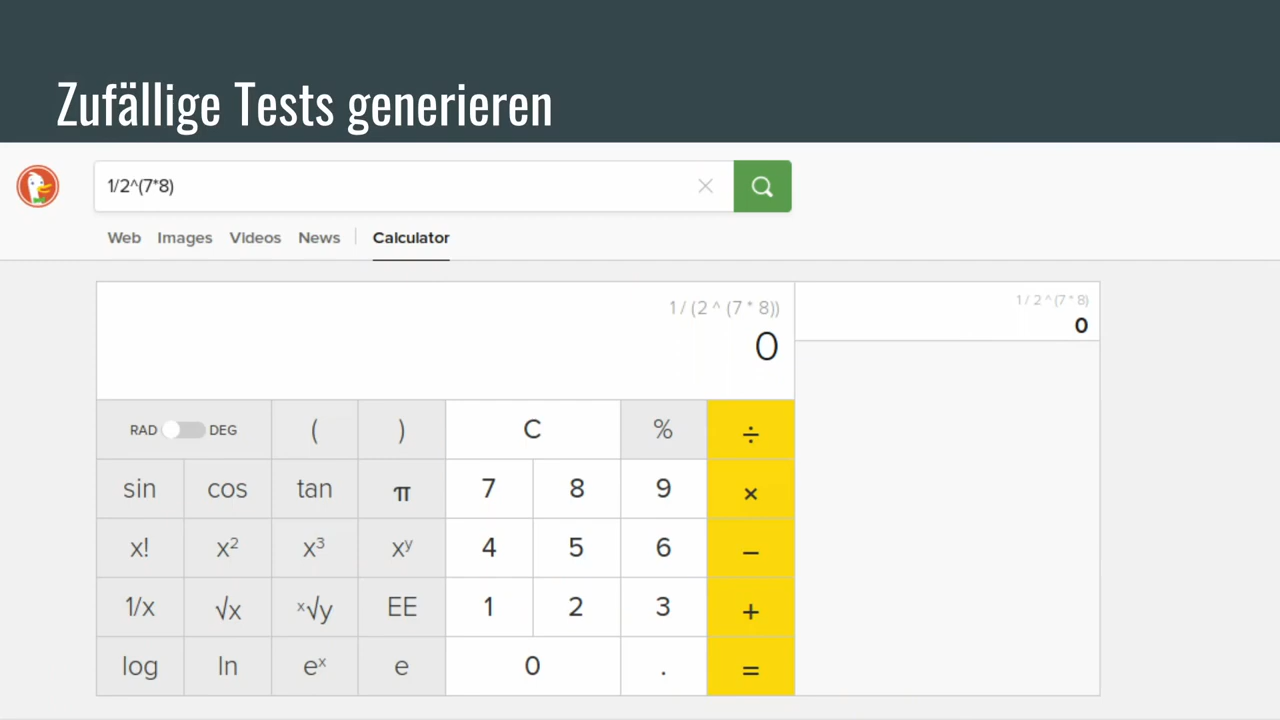 Zufällige Tests generieren
1/2^(7*8)
Web Images Videos News Calculator
1 / (2 ^ (7 * 8))
0
1 / 2 ^ (7 * 8)
0
RAD DEG ( ) C % ÷
sin cos tan π 7 8 9 ×
x! x² x³ xʸ 4 5 6 −
1/x √x ˣ√y EE 1 2 3 +
log ln eˣ e 0 . =